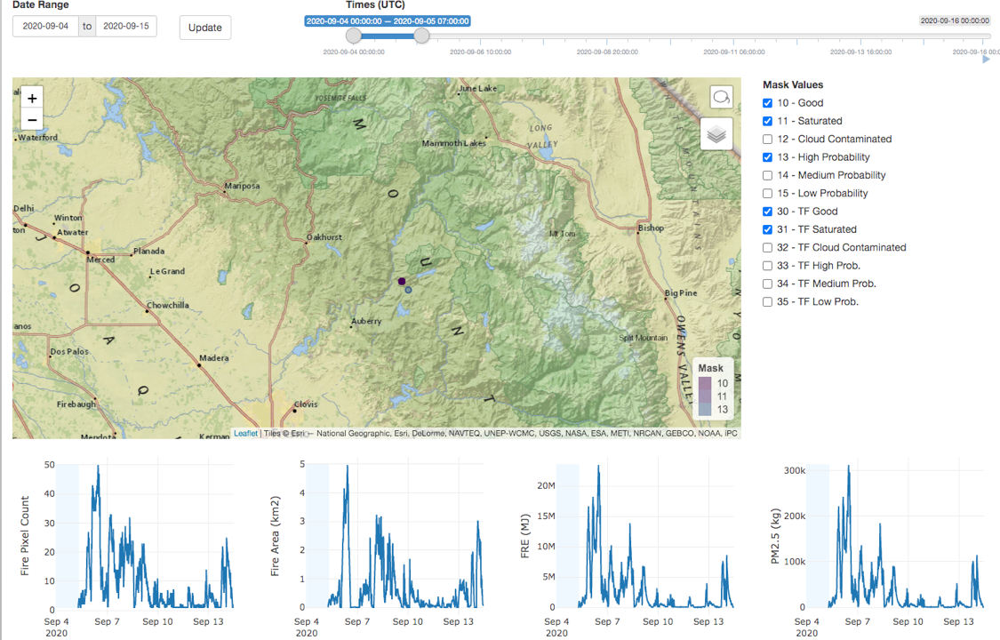 Date Range
2020-09-04 to 2020-09-15
Update
Times (UTC)
2020-09-04 00:00:00 — 2020-09-05 07:00:00
2020-09-16 00:00:00
2020-09-04 00:00:00
2020-09-06 10:00:00
2020-09-08 20:00:00
2020-09-11 06:00:00
2020-09-13 16:00:00
2020-09-16 00:0
+
−
YOSEMITE FALLS
June Lake
Waterford
LONG
VALLEY
Mammoth Lakes
WHITE MOUNTAINS
M
Mariposa
O
Delhi
Winton
ton
Atwater
Mt Tom
Bishop
J
Oakhurst
Planada
Merced
U
Le Grand
O
Big Pine
Chowchilla
anos
Auberry
N
A
Split Mountain
Dos Palos
Madera
OWENS VALLEY
Q
Firebaugh
Clovis
T
Mendota
Kerman
Mask
10
11
13
Leaflet | Tiles © Esri — National Geographic, Esri, DeLorme, NAVTEQ, UNEP-WCMC, USGS, NASA, ESA, METI, NRCAN, GEBCO, NOAA, iPC
Mask Values
10 - Good
11 - Saturated
12 - Cloud Contaminated
13 - High Probability
14 - Medium Probability
15 - Low Probability
30 - TF Good
31 - TF Saturated
32 - TF Cloud Contaminated
33 - TF High Prob.
34 - TF Medium Prob.
35 - TF Low Prob.
Fire Pixel Count
50
40
30
20
10
0
Sep 4
2020
Sep 7
Sep 10
Sep 13
Fire Area (km2)
5
4
3
2
1
0
Sep 4
2020
Sep 7
Sep 10
Sep 13
FRE (MJ)
20M
15M
10M
5M
0
Sep 4
2020
Sep 7
Sep 10
Sep 13
PM2.5 (kg)
300k
200k
100k
0
Sep 4
2020
Sep 7
Sep 10
Sep 13